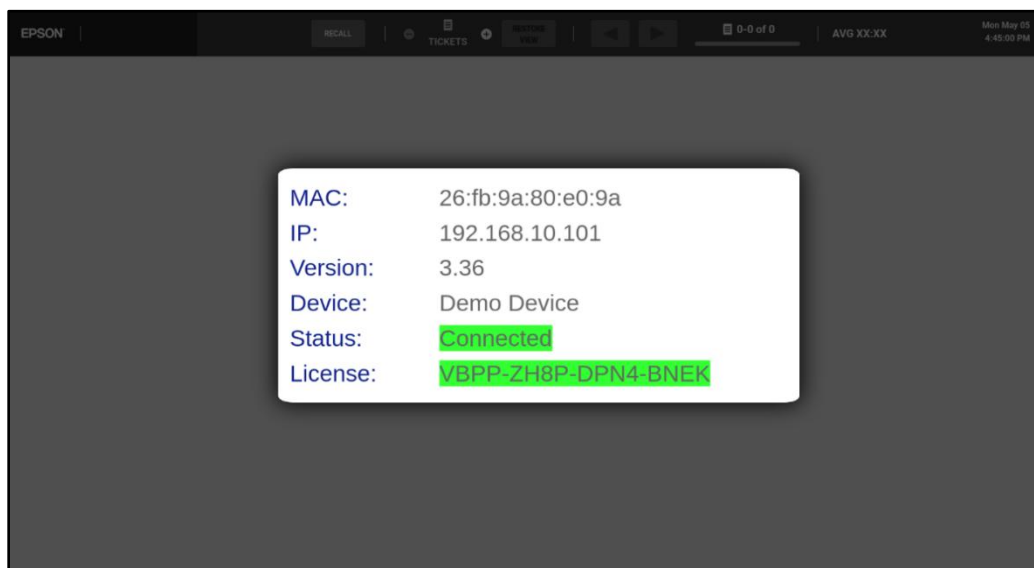 EPSON
RECALL
TICKETS
RESTORE
VIEW
0-0 of 0
AVG XX:XX
Mon May 05
4:45:00 PM
MAC: 26:fb:9a:80:e0:9a
IP: 192.168.10.101
Version: 3.36
Device: Demo Device
Status: Connected
License: VBPP-ZH8P-DPN4-BNEK